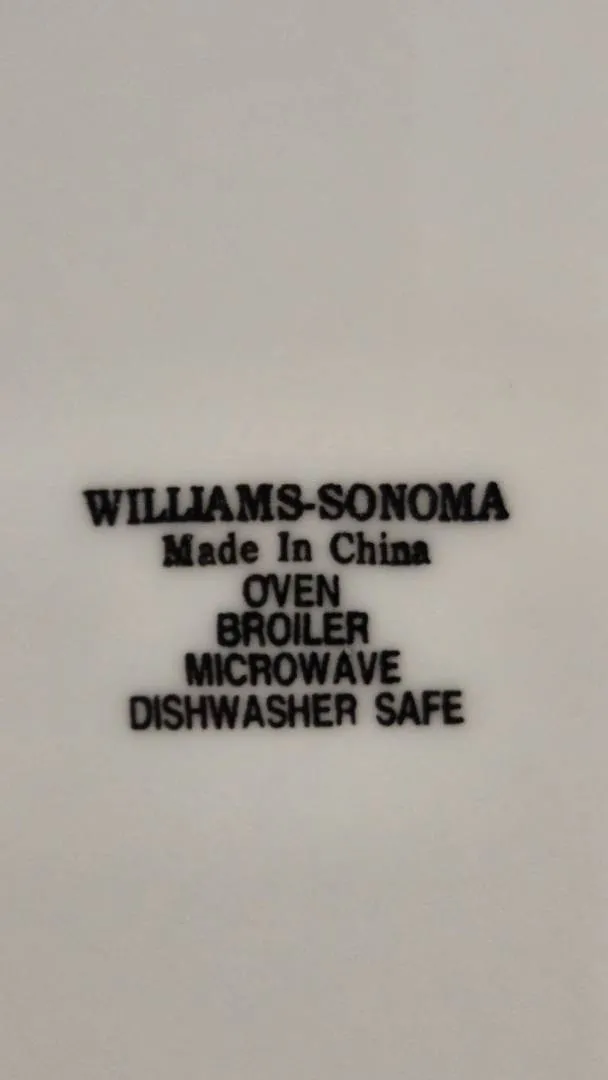 WILLIAMS-SONOMA
Made In China
OVEN
BROILER
MICROWAVE
DISHWASHER SAFE